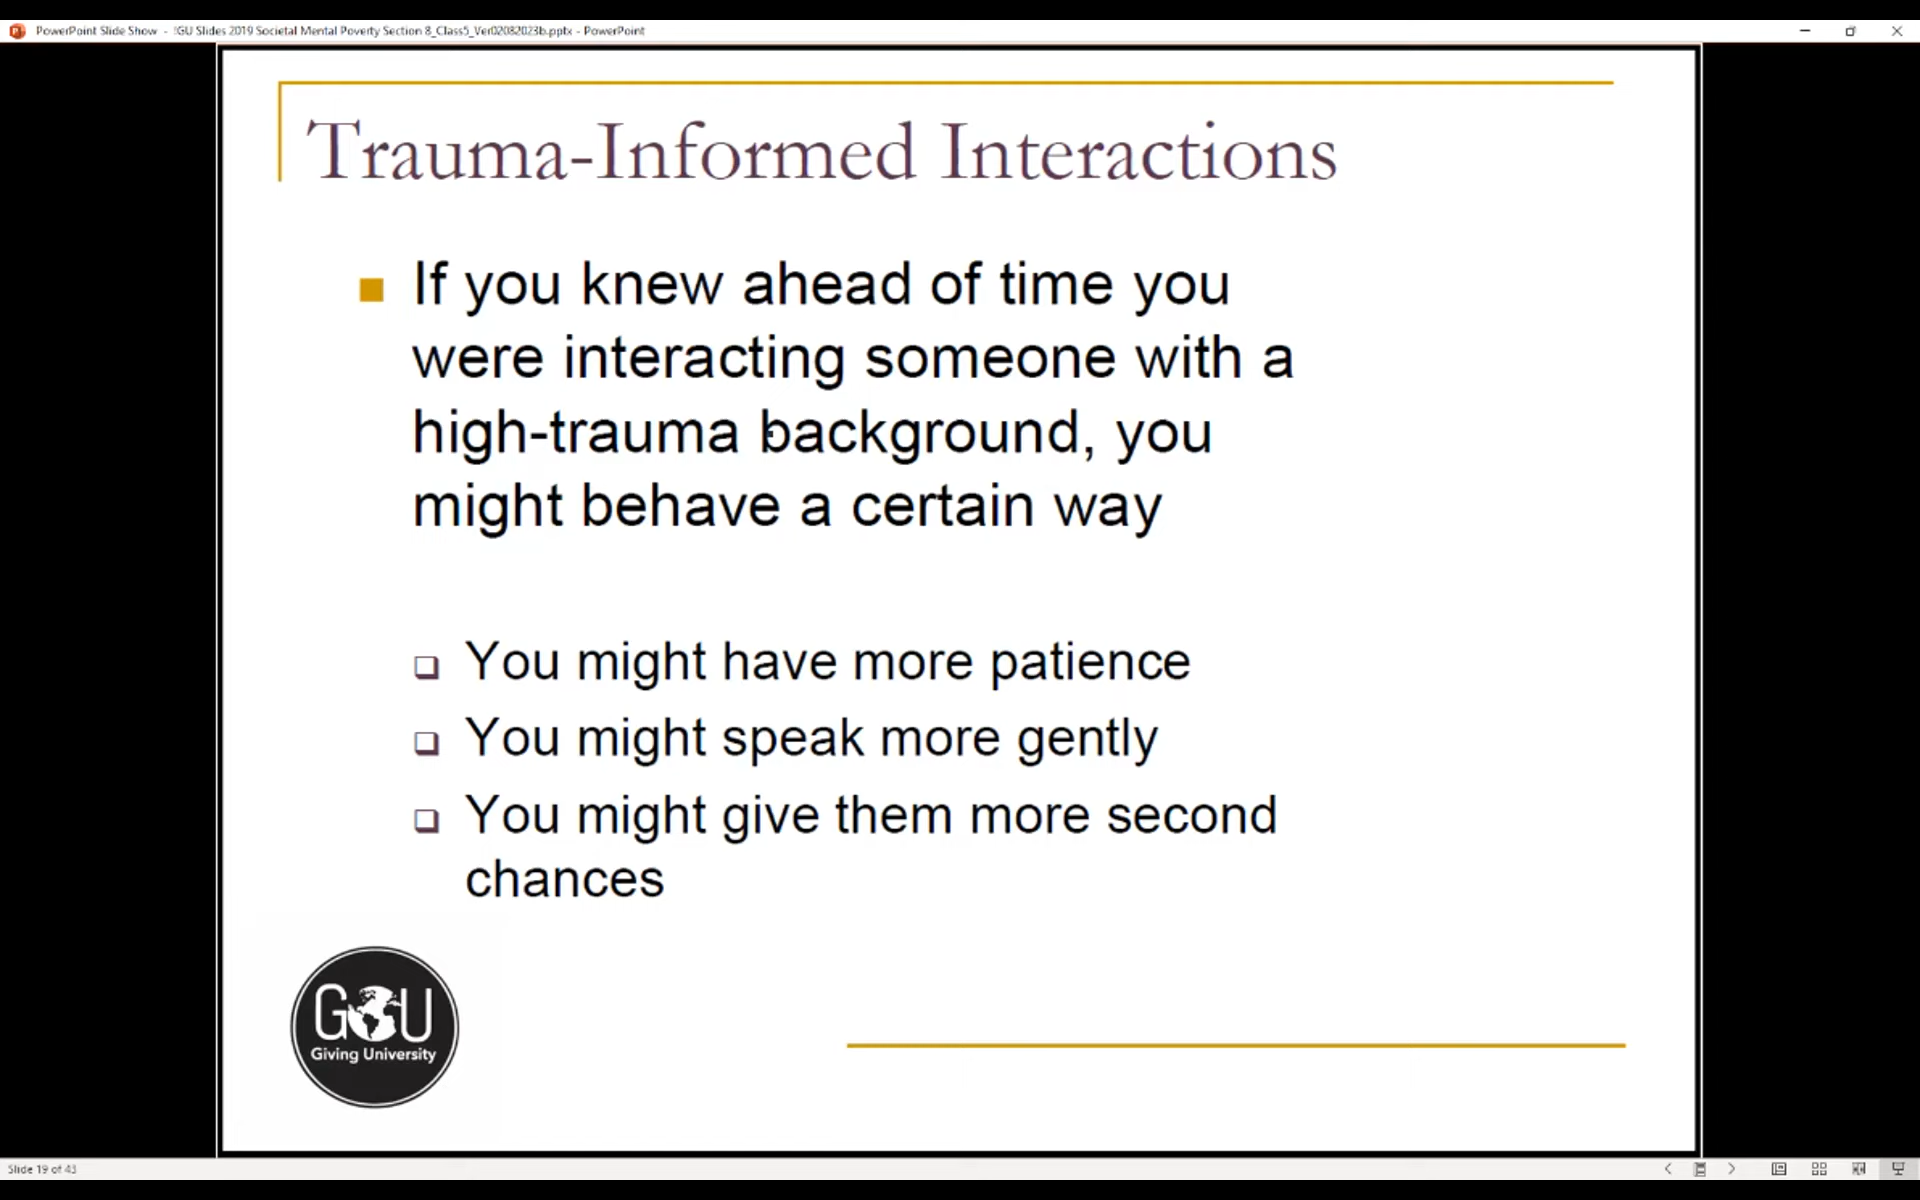 PowerPoint Slide Show - !GU Slides 2019 Societal Mental Poverty Section 8_Class5_Ver02082023b.pptx - PowerPoint
Trauma-Informed Interactions
If you knew ahead of time you
were interacting someone with a
high-trauma background, you
might behave a certain way
You might have more patience
You might speak more gently
You might give them more second
chances
GU
Giving University
Slide 19 of 43